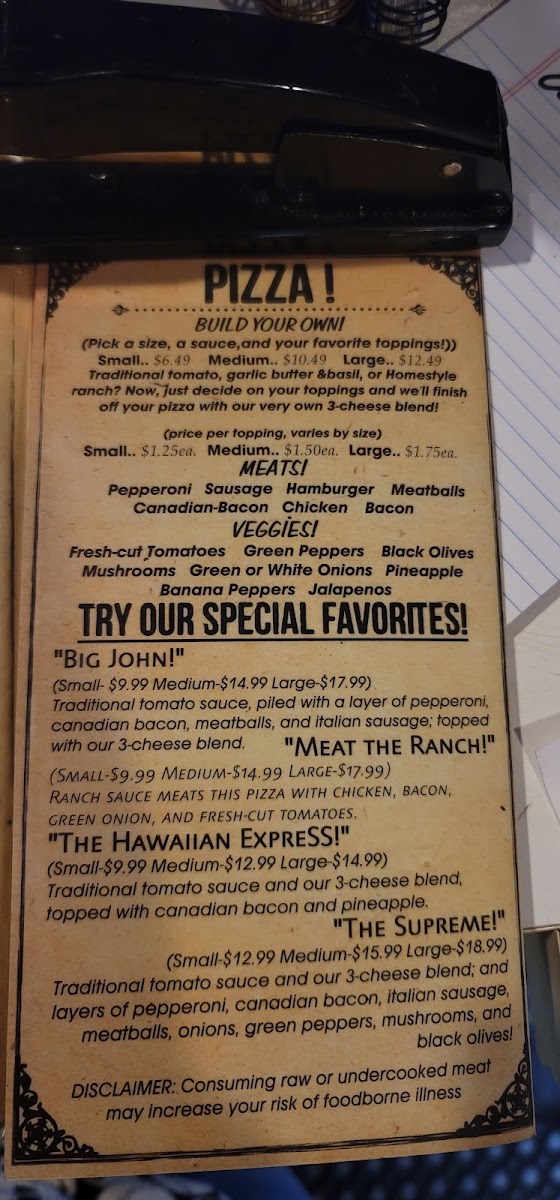 PIZZA !
BUILD YOUR OWN!
(Pick a size, a sauce,and your favorite toppings!))
Small.. $6.49 Medium.. $10.49 Large.. $12.49
Traditional tomato, garlic butter &basil, or Homestyle
ranch? Now, just decide on your toppings and we'll finish
off your pizza with our very own 3-cheese blend!
(price per topping, varies by size)
Small.. $1.25ea. Medium.. $1.50ea. Large.. $1.75ea.
MEATS!
Pepperoni Sausage Hamburger Meatballs
Canadian-Bacon Chicken Bacon
VEGGIES!
Fresh-cut Tomatoes Green Peppers Black Olives
Mushrooms Green or White Onions Pineapple
Banana Peppers Jalapenos
TRY OUR SPECIAL FAVORITES!
"BIG JOHN!"
(Small- $9.99 Medium-$14.99 Large-$17.99)
Traditional tomato sauce, piled with a layer of pepperoni,
canadian bacon, meatballs, and italian sausage; topped
with our 3-cheese blend.
"MEAT THE RANCH!"
(SMALL-$9.99 MEDIUM-$14.99 LARGE-$17.99)
RANCH SAUCE MEATS THIS PIZZA WITH CHICKEN, BACON,
GREEN ONION, AND FRESH-CUT TOMATOES.
"THE HAWAIIAN EXPRESS!"
(Small-$9.99 Medium-$12.99 Large-$14.99)
Traditional tomato sauce and our 3-cheese blend,
topped with canadian bacon and pineapple.
"THE SUPREME!"
(Small-$12.99 Medium-$15.99 Large-$18.99)
Traditional tomato sauce and our 3-cheese blend; and
layers of pepperoni, canadian bacon, italian sausage,
meatballs, onions, green peppers, mushrooms, and
black olives!
DISCLAIMER: Consuming raw or undercooked meat
may increase your risk of foodborne illness